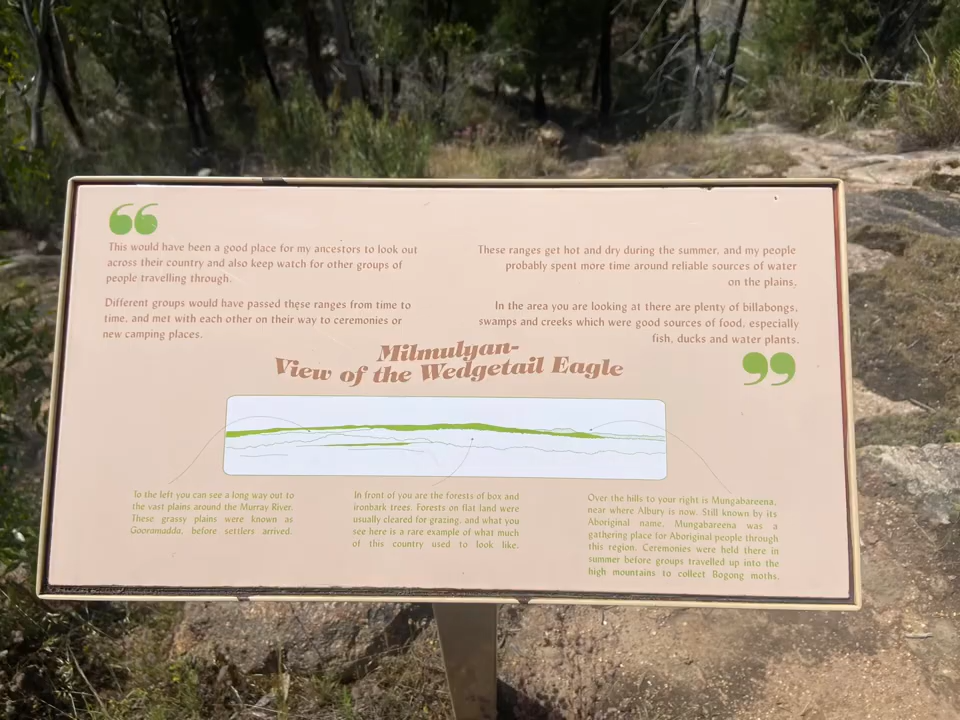 This would have been a good place for my ancestors to look out
across their country and also keep watch for other groups of
people travelling through.
Different groups would have passed these ranges from time to
time, and met with each other on their way to ceremonies or
new camping places.
These ranges get hot and dry during the summer, and my people
probably spent more time around reliable sources of water
on the plains.
In the area you are looking at there are plenty of billabongs,
swamps and creeks which were good sources of food, especially
fish, ducks and water plants.
Milmulyan-
View of the Wedgetail Eagle
To the left you can see a long way out to
the vast plains around the Murray River.
These grassy plains were known as
Gooramadda, before settlers arrived.
In front of you are the forests of box and
ironbark trees. Forests on flat land were
usually cleared for grazing, and what you
see here is a rare example of what much
of this country used to look like.
Over the hills to your right is Mungabareena,
near where Albury is now. Still known by its
Aboriginal name, Mungabareena was a
gathering place for Aboriginal people through
this region. Ceremonies were held there in
summer before groups travelled up into the
high mountains to collect Bogong moths.